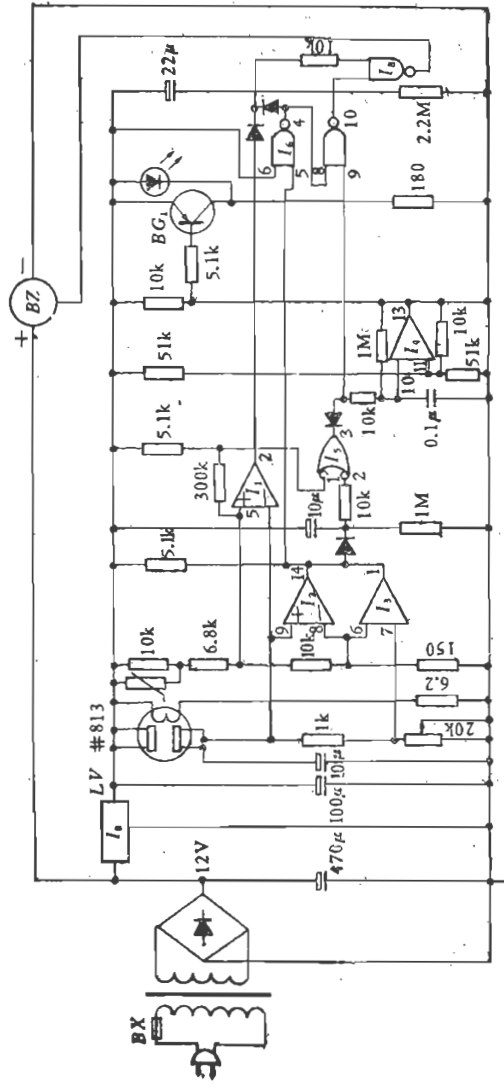 BX
12V
470μ
I₀
LV
#813
100μ
10μ
10k
6.8k
10k
1k
20k
6.2
150
5.1k
9
8
I₂
14
6
7
I₃
1
300k
5
I₁
2
5.1k
10μ
10k
1M
1
2
I₅
3
51k
10k
0.1μ
10k
5.1k
BG₁
1M
10
11
I₄
13
10k
51k
180
+ BZ −
6
5
I₆
4
8
9
10
22μ
10k
I₈
2.2M